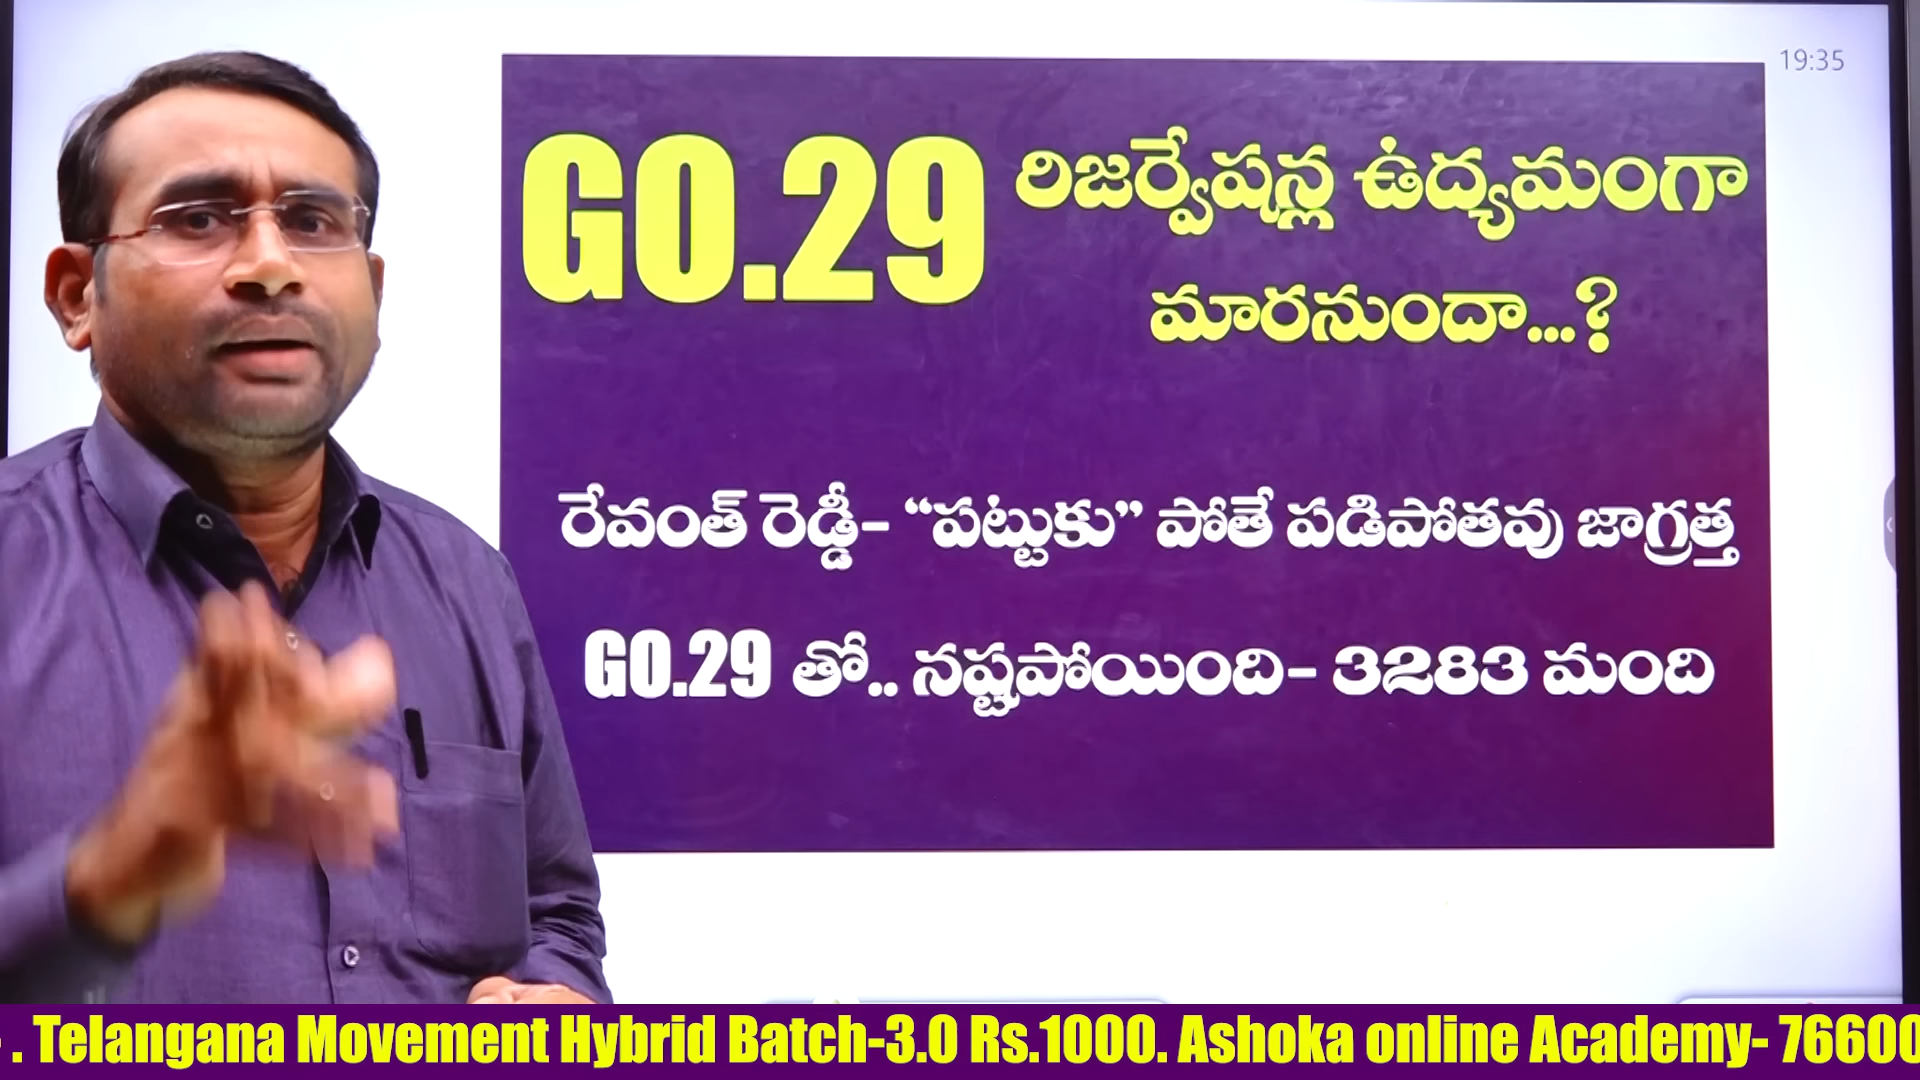 19:35
GO.29 రిజర్వేషన్ల ఉద్యమంగా
మారనుందా...?
రేవంత్ రెడ్డీ- “పట్టుకు” పోతే పడిపోతవు జాగ్రత్త
GO.29 తో.. నష్టపోయింది- 3283 మంది
. Telangana Movement Hybrid Batch-3.0 Rs.1000. Ashoka online Academy- 76600